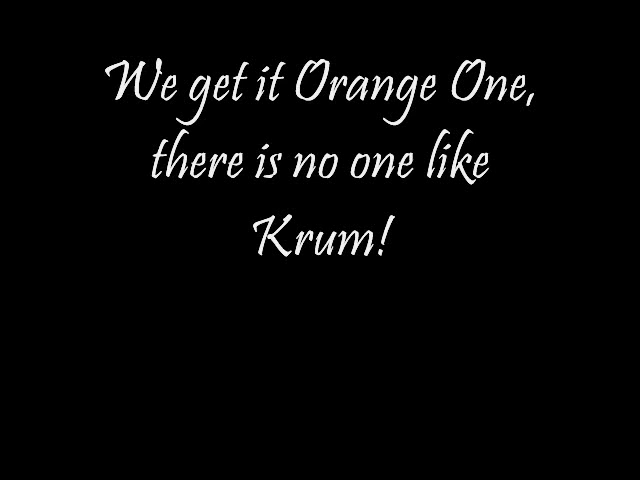 We get it Orange One,
there is no one like
Krum!